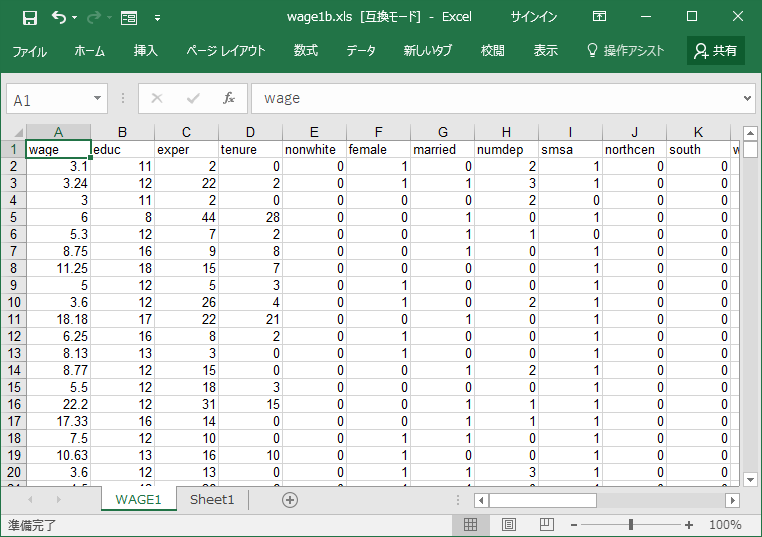 wage1b.xls [互換モード] - Excel サインイン
ファイル ホーム 挿入 ページ レイアウト 数式 データ 新しいタブ 校閲 表示 操作アシスト 共有
A1 fx wage
A B C D E F G H I J K
1 wage educ exper tenure nonwhite female married numdep smsa northcen south w
2 3.1 11 2 0 0 1 0 2 1 0 0
3 3.24 12 22 2 0 1 1 3 1 0 0
4 3 11 2 0 0 0 0 2 0 0 0
5 6 8 44 28 0 0 1 0 1 0 0
6 5.3 12 7 2 0 0 1 1 0 0 0
7 8.75 16 9 8 0 0 1 0 1 0 0
8 11.25 18 15 7 0 0 0 0 1 0 0
9 5 12 5 3 0 1 0 0 1 0 0
10 3.6 12 26 4 0 1 0 2 1 0 0
11 18.18 17 22 21 0 0 1 0 1 0 0
12 6.25 16 8 2 0 1 0 0 1 0 0
13 8.13 13 3 0 0 1 0 0 1 0 0
14 8.77 12 15 0 0 0 1 2 1 0 0
15 5.5 12 18 3 0 0 0 0 1 0 0
16 22.2 12 31 15 0 0 1 1 1 0 0
17 17.33 16 14 0 0 0 1 1 1 0 0
18 7.5 12 10 0 0 1 1 0 1 0 0
19 10.63 13 16 10 0 1 0 0 1 0 0
20 3.6 12 13 0 0 1 1 3 1 0 0
WAGE1 Sheet1
準備完了 100%